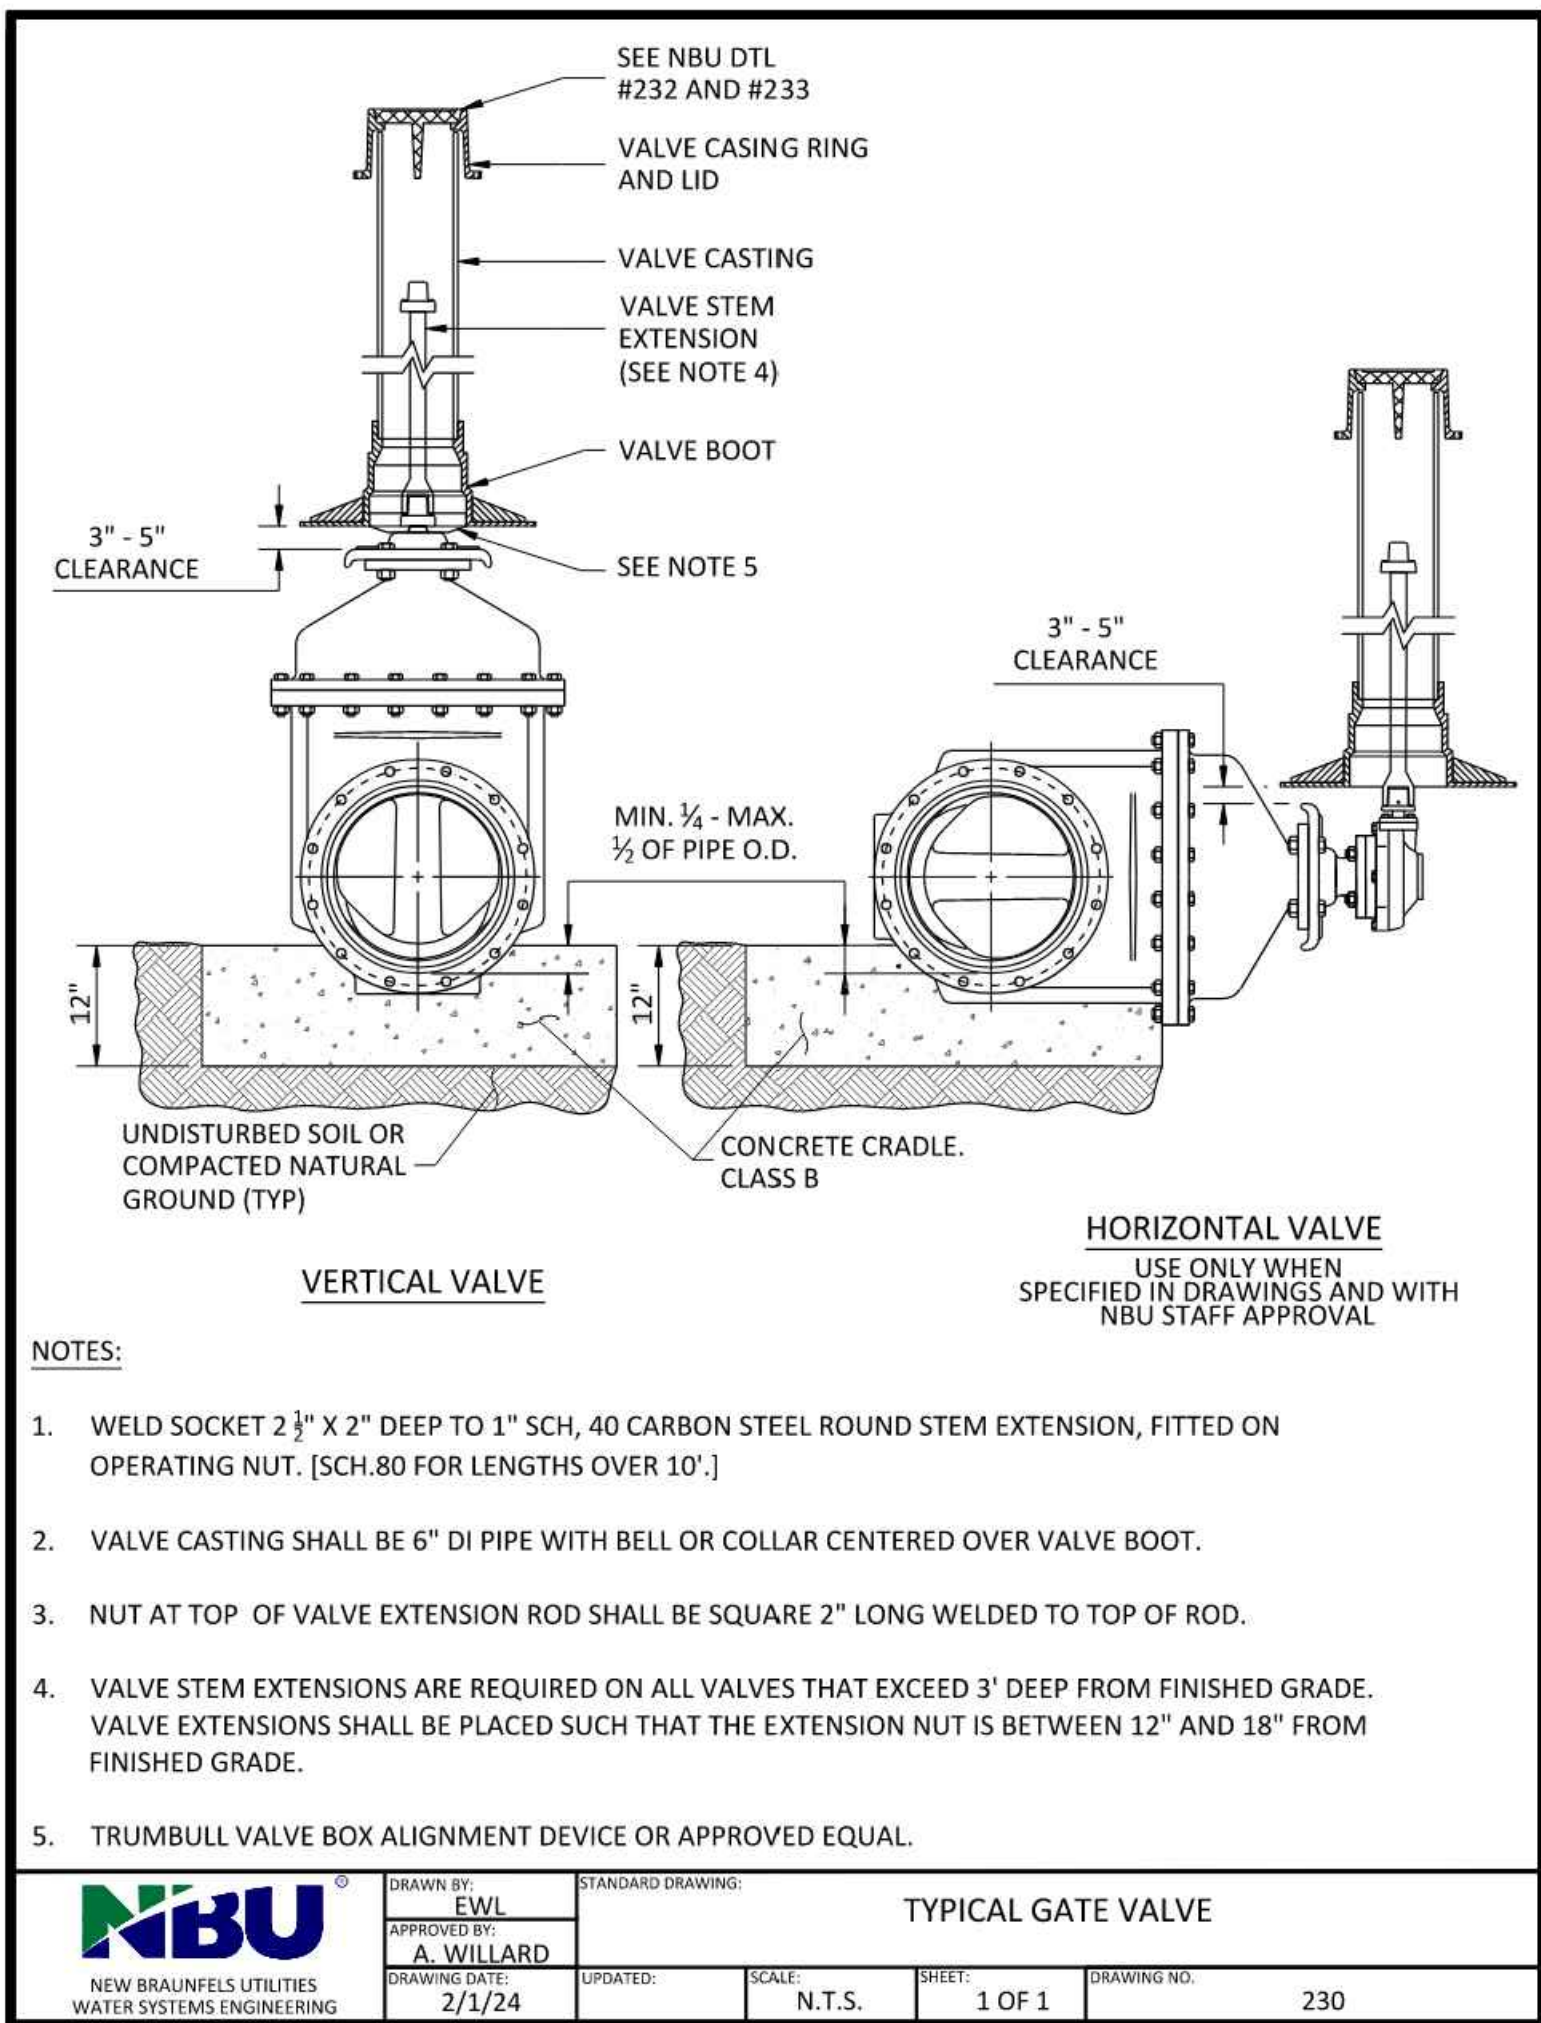 SEE NBU DTL
#232 AND #233
VALVE CASING RING
AND LID
VALVE CASTING
VALVE STEM
EXTENSION
(SEE NOTE 4)
VALVE BOOT
3" - 5"
CLEARANCE
SEE NOTE 5
3" - 5"
CLEARANCE
MIN. ¼ - MAX.
½ OF PIPE O.D.
12"
12"
UNDISTURBED SOIL OR
COMPACTED NATURAL
GROUND (TYP)
CONCRETE CRADLE.
CLASS B
VERTICAL VALVE
HORIZONTAL VALVE
USE ONLY WHEN
SPECIFIED IN DRAWINGS AND WITH
NBU STAFF APPROVAL
NOTES:
1. WELD SOCKET 2 ½" X 2" DEEP TO 1" SCH, 40 CARBON STEEL ROUND STEM EXTENSION, FITTED ON
OPERATING NUT. [SCH.80 FOR LENGTHS OVER 10'.]
2. VALVE CASTING SHALL BE 6" DI PIPE WITH BELL OR COLLAR CENTERED OVER VALVE BOOT.
3. NUT AT TOP OF VALVE EXTENSION ROD SHALL BE SQUARE 2" LONG WELDED TO TOP OF ROD.
4. VALVE STEM EXTENSIONS ARE REQUIRED ON ALL VALVES THAT EXCEED 3' DEEP FROM FINISHED GRADE.
VALVE EXTENSIONS SHALL BE PLACED SUCH THAT THE EXTENSION NUT IS BETWEEN 12" AND 18" FROM
FINISHED GRADE.
5. TRUMBULL VALVE BOX ALIGNMENT DEVICE OR APPROVED EQUAL.
NBU®
NEW BRAUNFELS UTILITIES
WATER SYSTEMS ENGINEERING
DRAWN BY:
EWL
APPROVED BY:
A. WILLARD
DRAWING DATE:
2/1/24
STANDARD DRAWING:
TYPICAL GATE VALVE
UPDATED:
SCALE:
N.T.S.
SHEET:
1 OF 1
DRAWING NO.
230